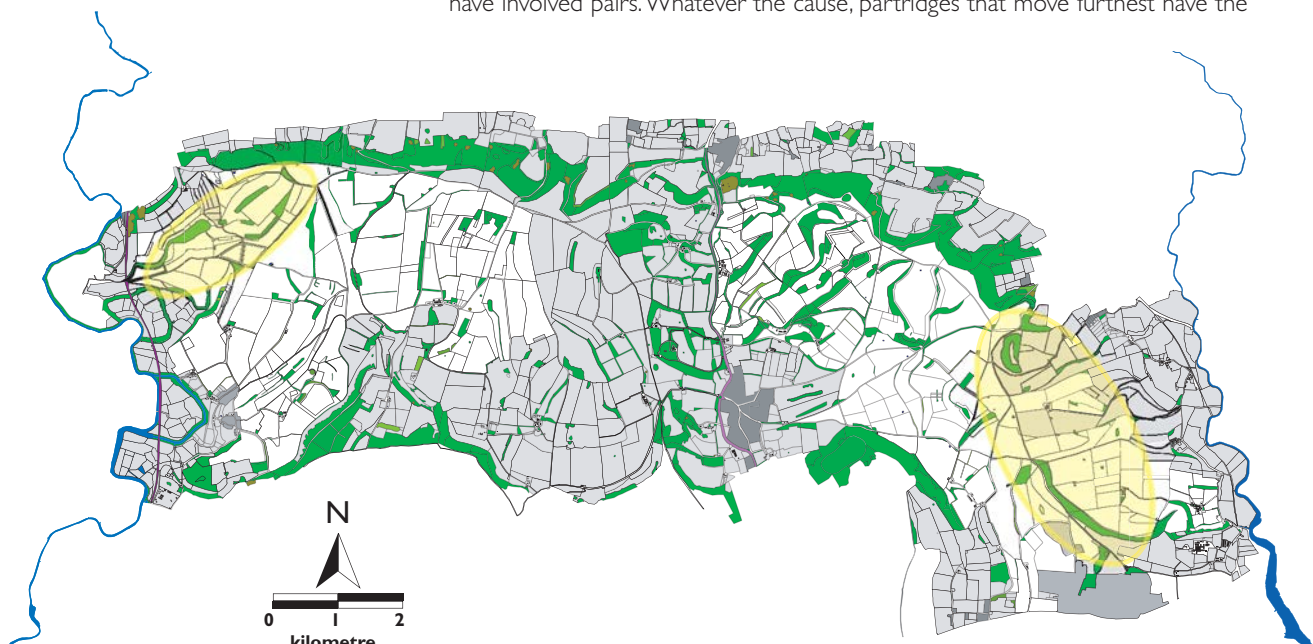 have involved pairs. Whatever the cause, partridges that move furthest have the
N
0 1 2
kilometre